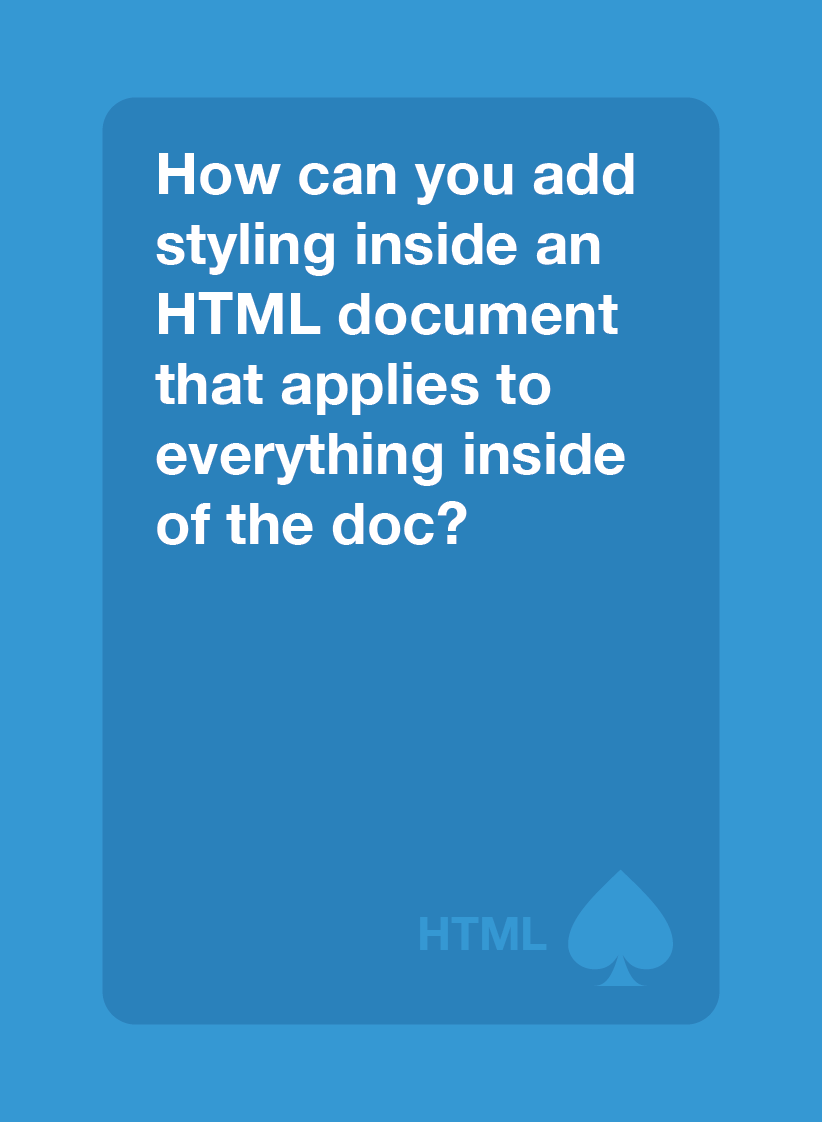 How can you add
styling inside an
HTML document
that applies to
everything inside
of the doc?
HTML